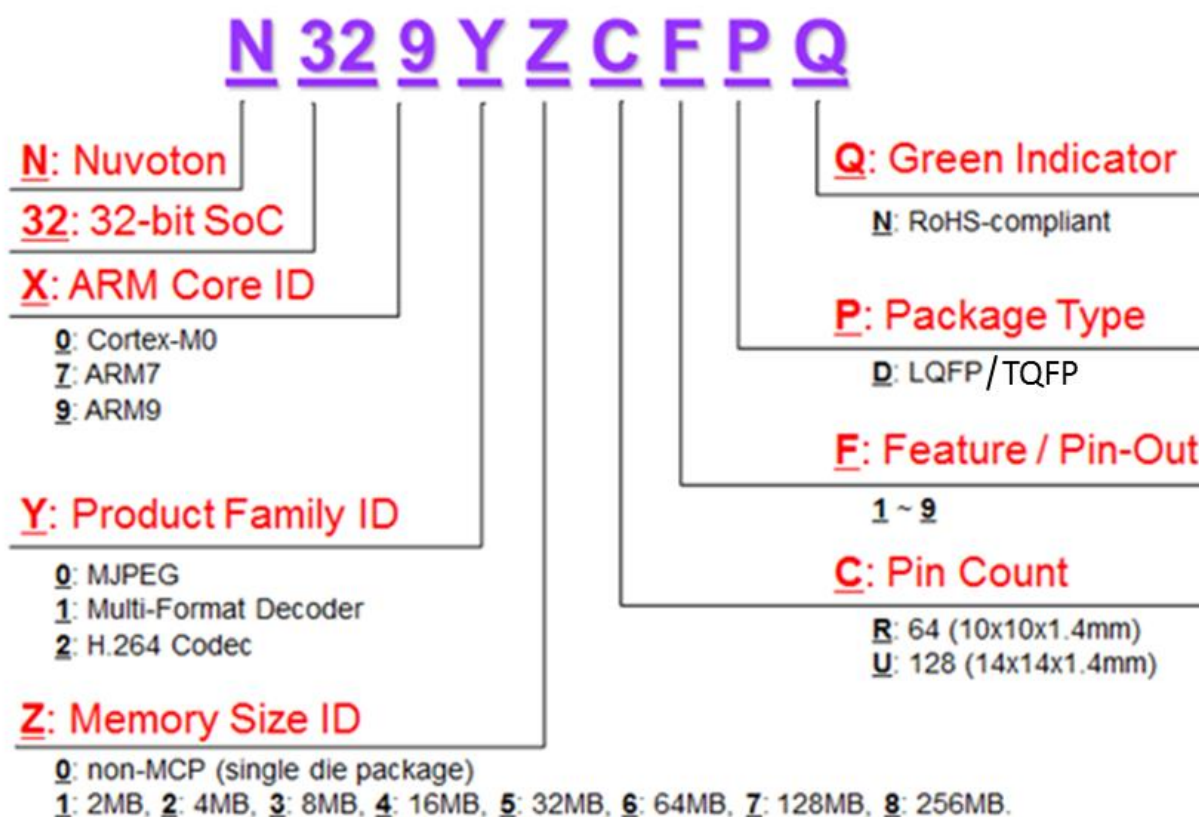 N 32 9 Y Z C F P Q
N: Nuvoton
32: 32-bit SoC
X: ARM Core ID
0: Cortex-M0
7: ARM7
9: ARM9
Y: Product Family ID
0: MJPEG
1: Multi-Format Decoder
2: H.264 Codec
Z: Memory Size ID
0: non-MCP (single die package)
1: 2MB, 2: 4MB, 3: 8MB, 4: 16MB, 5: 32MB, 6: 64MB, 7: 128MB, 8: 256MB.
Q: Green Indicator
N: RoHS-compliant
P: Package Type
D: LQFP/TQFP
F: Feature / Pin-Out
1 ~ 9
C: Pin Count
R: 64 (10x10x1.4mm)
U: 128 (14x14x1.4mm)